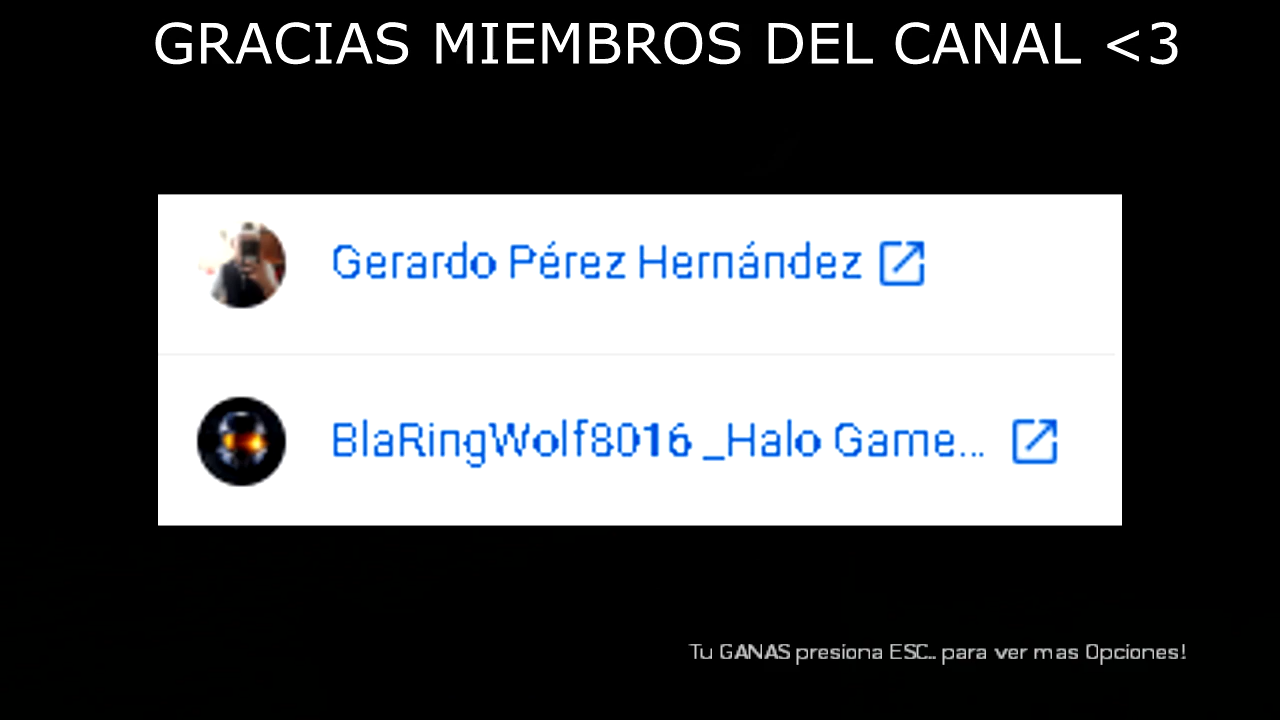 GRACIAS MIEMBROS DEL CANAL <3
Gerardo Pérez Hernández
BlaRingWolf8016 _Halo Game...
Tu GANAS presiona ESC.. para ver mas Opciones!